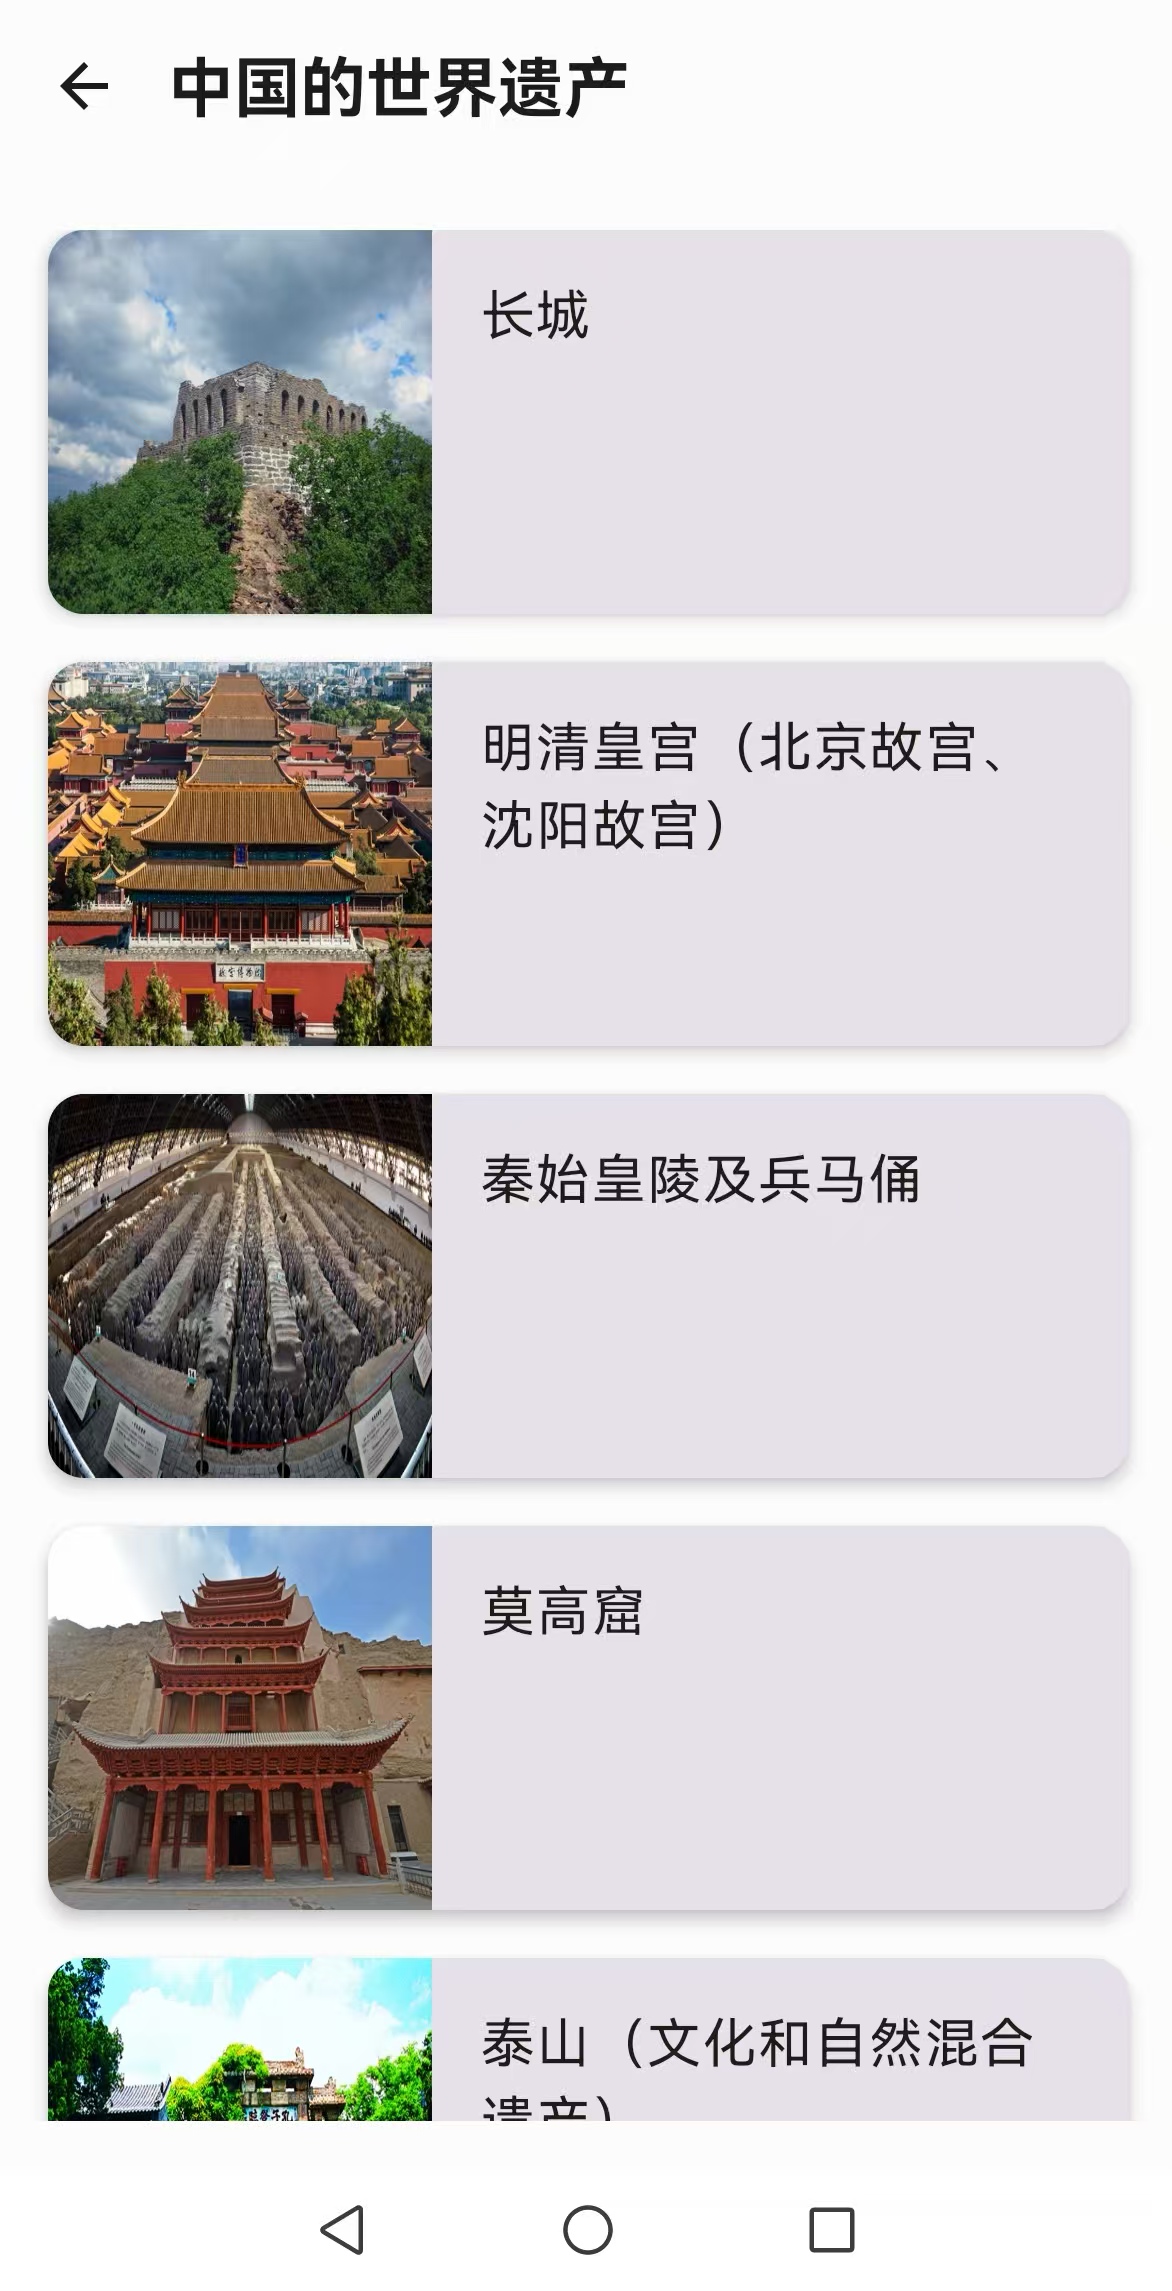 中国的世界遗产
长城
明清皇宫（北京故宫、
沈阳故宫）
故宫博物院
秦始皇陵及兵马俑
莫高窟
泰山（文化和自然混合
遗产）